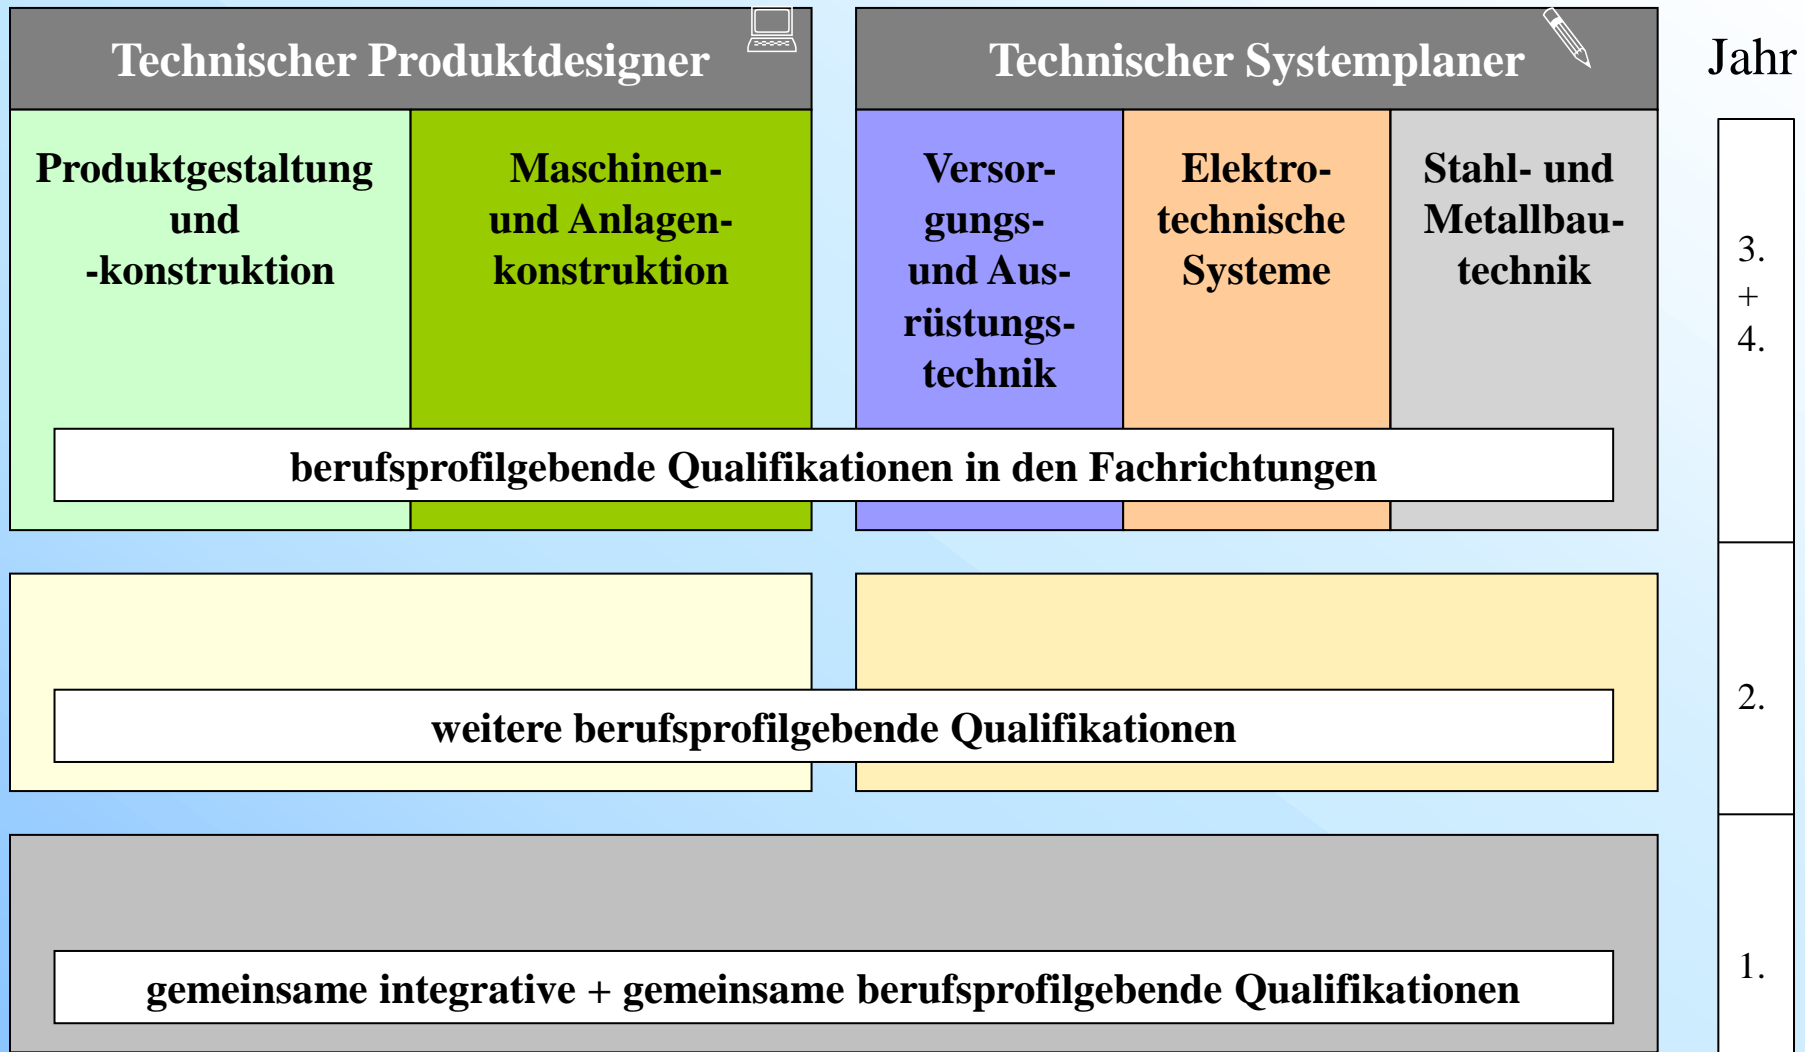 Technischer Produktdesigner
Technischer Systemplaner
Jahr
Produktgestaltung
und
-konstruktion
Maschinen-
und Anlagen-
konstruktion
Versor-
gungs-
und Aus-
rüstungs-
technik
Elektro-
technische
Systeme
Stahl- und
Metallbau-
technik
3.
+
4.
berufsprofilgebende Qualifikationen in den Fachrichtungen
weitere berufsprofilgebende Qualifikationen
2.
gemeinsame integrative + gemeinsame berufsprofilgebende Qualifikationen
1.